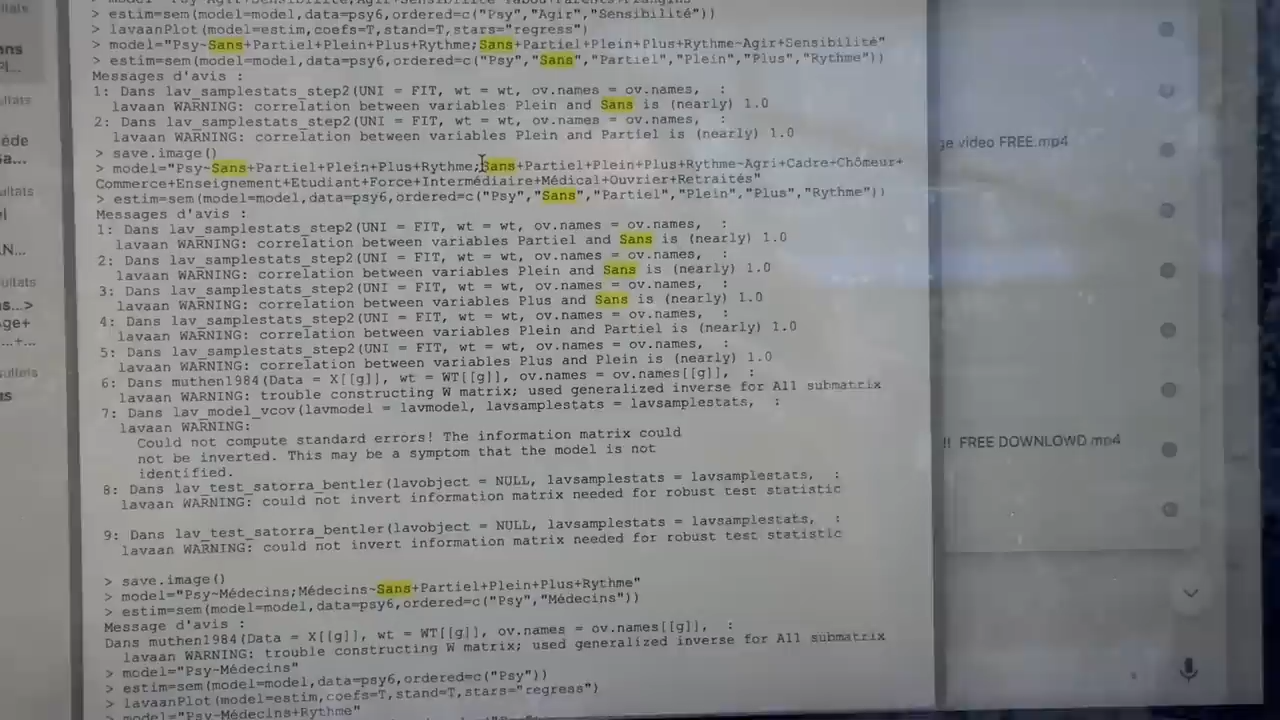 > estim=sem(model=model,data=psy6,ordered=c("Psy","Agir","Sensibilité"))
> lavaanPlot(model=estim,coefs=T,stand=T,stars="regress")
> model="Psy~Sans+Partiel+Plein+Plus+Rythme;Sans+Partiel+Plein+Plus+Rythme~Agir+Sensibilité"
> estim=sem(model=model,data=psy6,ordered=c("Psy","Sans","Partiel","Plein","Plus","Rythme"))
Messages d'avis :
1: Dans lav_samplestats_step2(UNI = FIT, wt = wt, ov.names = ov.names,  :
lavaan WARNING: correlation between variables Plein and Sans is (nearly) 1.0
2: Dans lav_samplestats_step2(UNI = FIT, wt = wt, ov.names = ov.names,  :
lavaan WARNING: correlation between variables Plein and Partiel is (nearly) 1.0
> save.image()
> model="Psy~Sans+Partiel+Plein+Plus+Rythme;Sans+Partiel+Plein+Plus+Rythme~Agri+Cadre+Chômeur+
Commerce+Enseignement+Etudiant+Force+Intermédiaire+Médical+Ouvrier+Retraités"
> estim=sem(model=model,data=psy6,ordered=c("Psy","Sans","Partiel","Plein","Plus","Rythme"))
Messages d'avis :
1: Dans lav_samplestats_step2(UNI = FIT, wt = wt, ov.names = ov.names,  :
lavaan WARNING: correlation between variables Partiel and Sans is (nearly) 1.0
2: Dans lav_samplestats_step2(UNI = FIT, wt = wt, ov.names = ov.names,  :
lavaan WARNING: correlation between variables Plein and Sans is (nearly) 1.0
3: Dans lav_samplestats_step2(UNI = FIT, wt = wt, ov.names = ov.names,  :
lavaan WARNING: correlation between variables Plus and Sans is (nearly) 1.0
4: Dans lav_samplestats_step2(UNI = FIT, wt = wt, ov.names = ov.names,  :
lavaan WARNING: correlation between variables Plein and Partiel is (nearly) 1.0
5: Dans lav_samplestats_step2(UNI = FIT, wt = wt, ov.names = ov.names,  :
lavaan WARNING: correlation between variables Plus and Plein is (nearly) 1.0
6: Dans muthen1984(Data = X[[g]], wt = WT[[g]], ov.names = ov.names[[g]],  :
lavaan WARNING: trouble constructing W matrix; used generalized inverse for A11 submatrix
7: Dans lav_model_vcov(lavmodel = lavmodel, lavsamplestats = lavsamplestats,  :
lavaan WARNING:
Could not compute standard errors! The information matrix could
not be inverted. This may be a symptom that the model is not
identified.
8: Dans lav_test_satorra_bentler(lavobject = NULL, lavsamplestats = lavsamplestats,  :
lavaan WARNING: could not invert information matrix needed for robust test statistic
9: Dans lav_test_satorra_bentler(lavobject = NULL, lavsamplestats = lavsamplestats,  :
lavaan WARNING: could not invert information matrix needed for robust test statistic
> save.image()
> model="Psy~Médecins;Médecins~Sans+Partiel+Plein+Plus+Rythme"
> estim=sem(model=model,data=psy6,ordered=c("Psy","Médecins"))
Message d'avis :
Dans muthen1984(Data = X[[g]], wt = WT[[g]], ov.names = ov.names[[g]],  :
lavaan WARNING: trouble constructing W matrix; used generalized inverse for A11 submatrix
> model="Psy~Médecins"
> estim=sem(model=model,data=psy6,ordered=c("Psy"))
> lavaanPlot(model=estim,coefs=T,stand=T,stars="regress")
> model="Psy~Médecins+Rythme"
ge video FREE.mp4
!! FREE DOWNLOWD.mp4